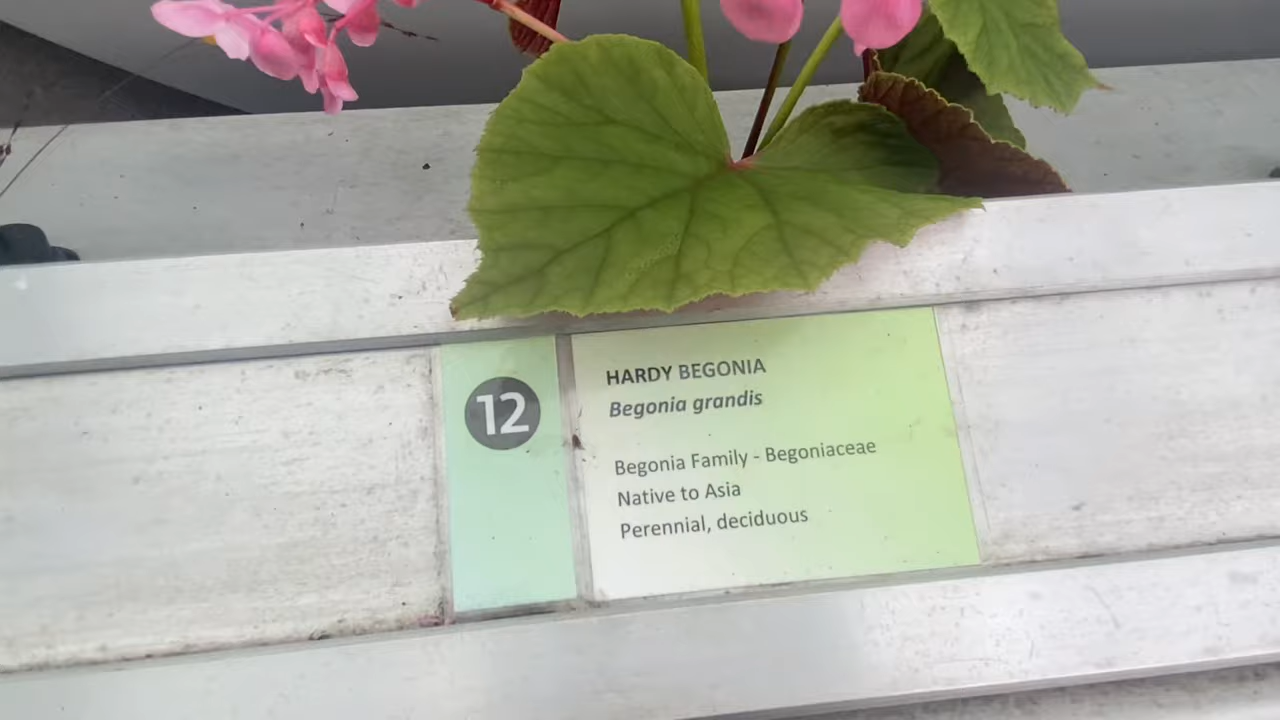 12
HARDY BEGONIA
Begonia grandis
Begonia Family - Begoniaceae
Native to Asia
Perennial, deciduous